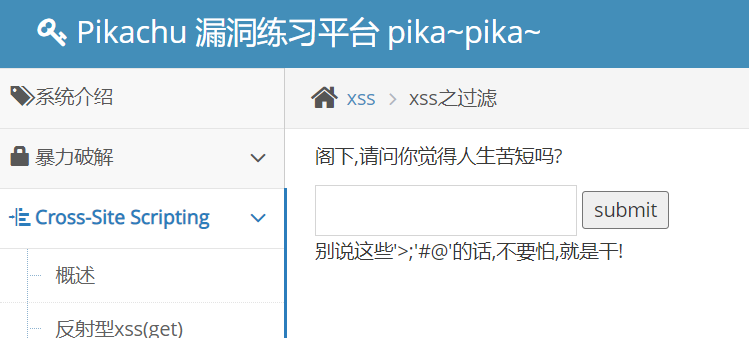 Pikachu 漏洞练习平台 pika~pika~
系统介绍
xss > xss之过滤
暴力破解
阁下,请问你觉得人生苦短吗?
submit
Cross-Site Scripting
别说这些'>;'#@'的话,不要怕,就是干!
概述
反射型xss(get)